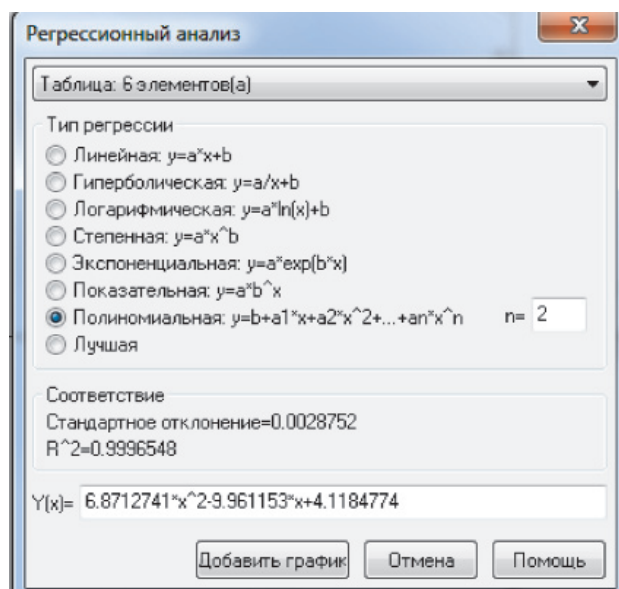 Регрессионный анализ
Таблица: 6 элементов(а)
Тип регрессии
Линейная: y=a*x+b
Гиперболическая: y=a/x+b
Логарифмическая: y=a*ln(x)+b
Степенная: y=a*x^b
Экспоненциальная: y=a*exp(b*x)
Показательная: y=a*b^x
Полиномиальная: y=b+a1*x+a2*x^2+...+an*x^n n= 2
Лучшая
Соответствие
Стандартное отклонение=0.0028752
R^2=0.9996548
Y(x)= 6.8712741*x^2-9.961153*x+4.1184774
Добавить график Отмена Помощь